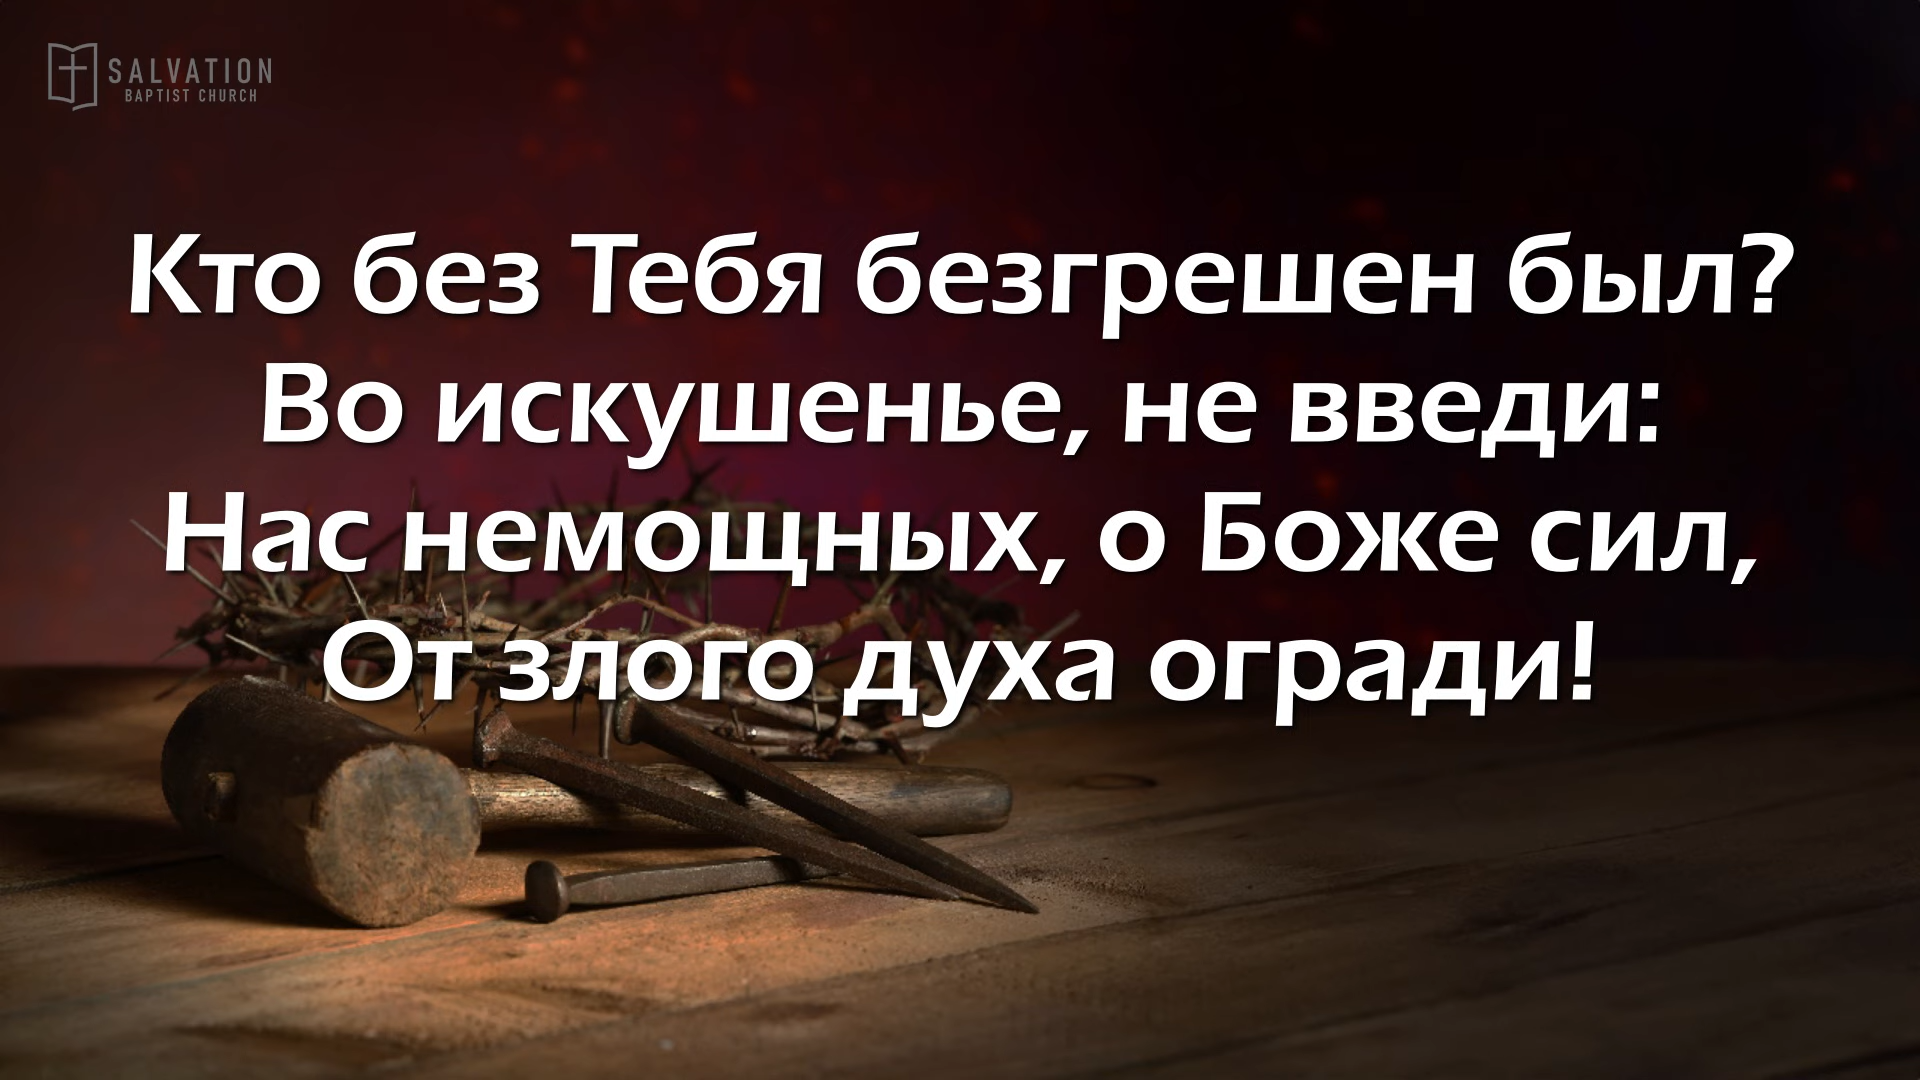 SALVATION
BAPTIST CHURCH
Кто без Тебя безгрешен был?
Во искушенье, не введи:
Нас немощных, о Боже сил,
От злого духа огради!